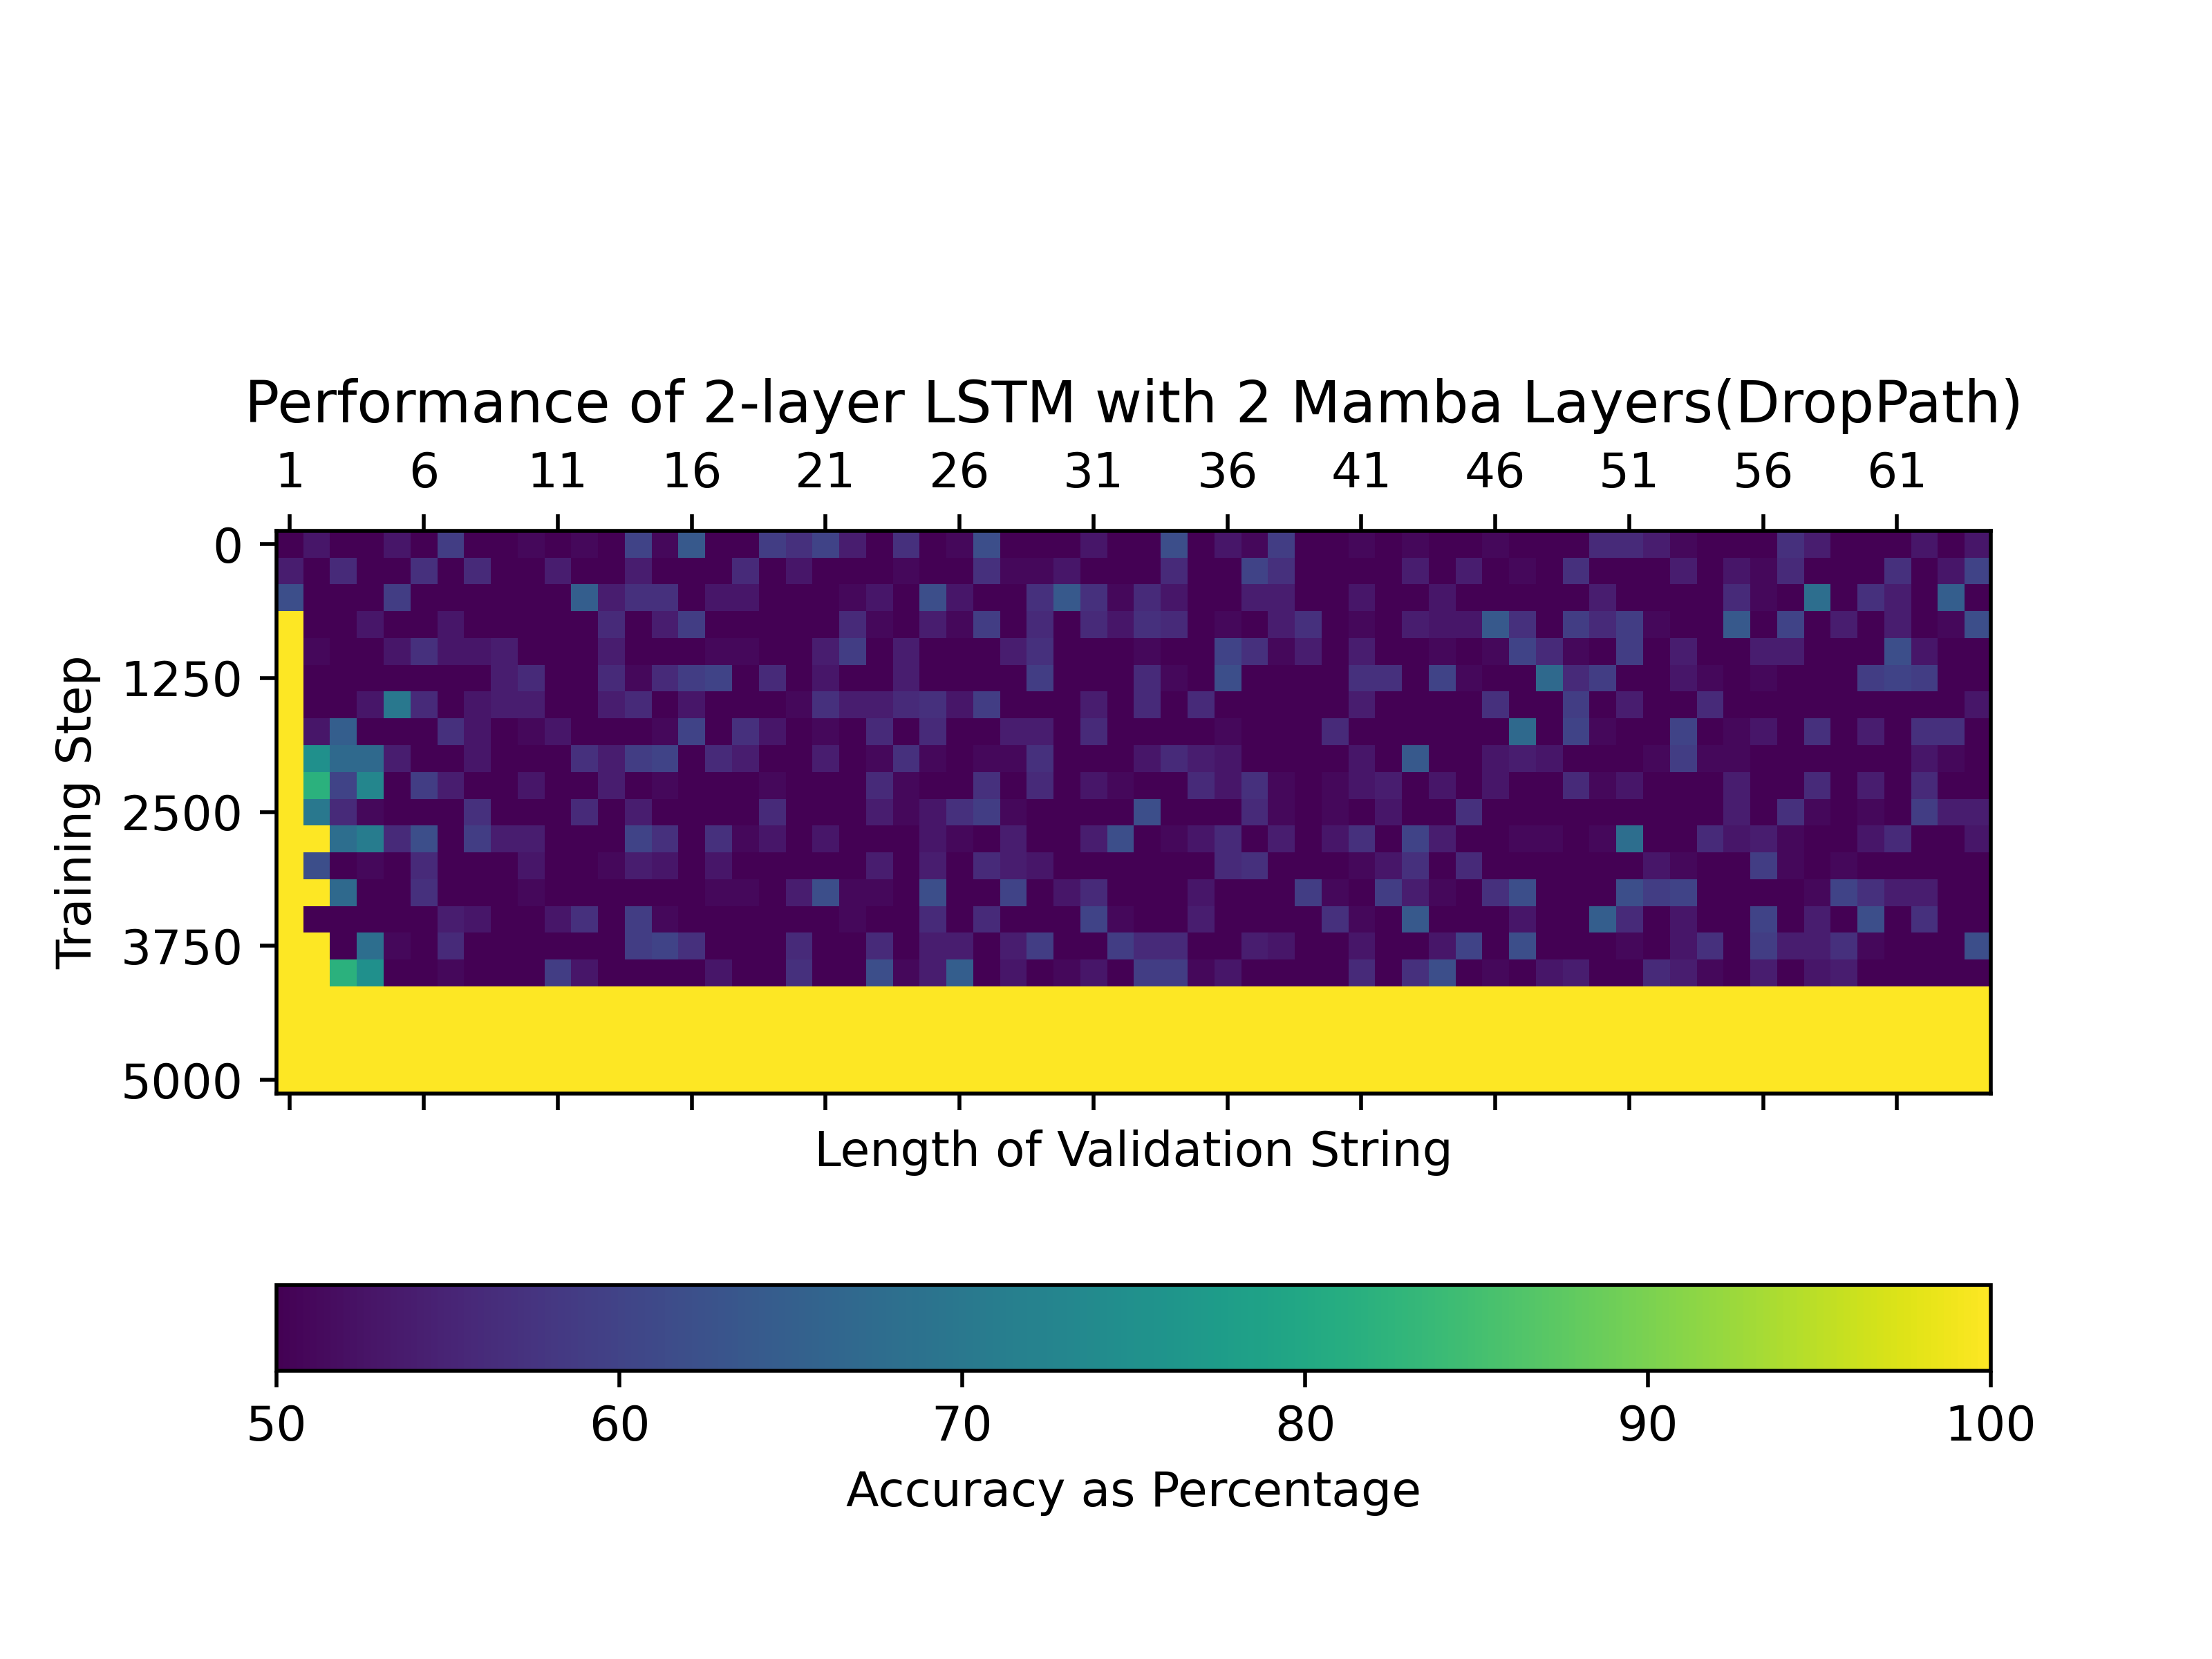 Performance of 2-layer LSTM with 2 Mamba Layers(DropPath)
1 6 11 16 21 26 31 36 41 46 51 56 61
0
1250
2500
3750
5000
Training Step
Length of Validation String
50 60 70 80 90 100
Accuracy as Percentage